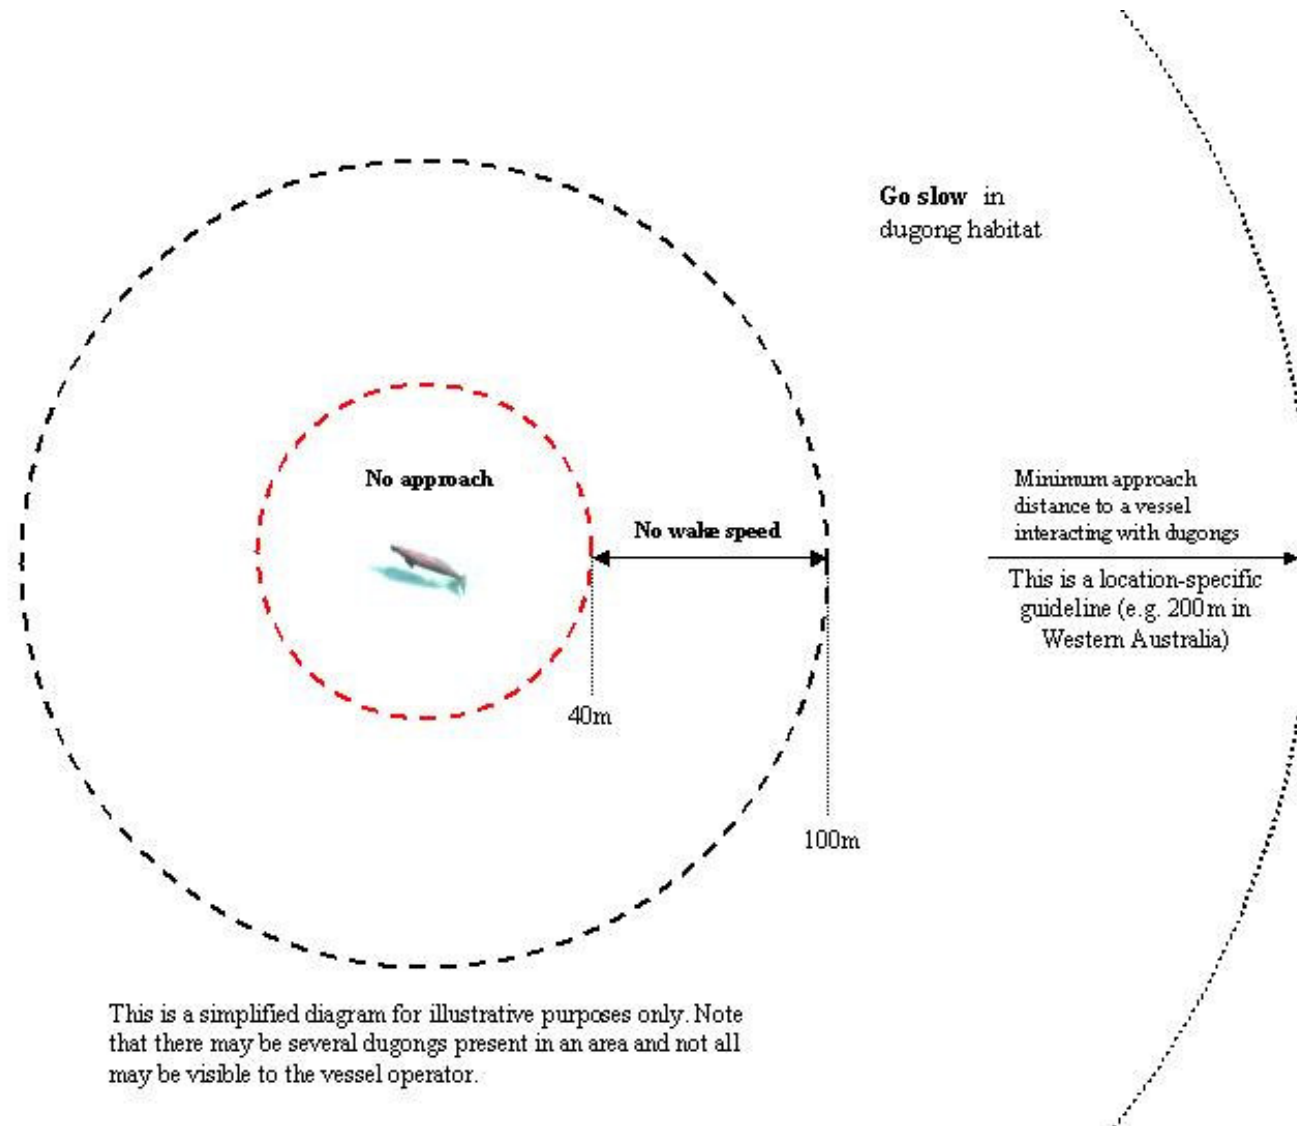 Go slow in
dugong habitat
No approach
No wake speed
Minimum approach
distance to a vessel
interacting with dugongs
This is a location-specific
guideline (e.g. 200m in
Western Australia)
40m
100m
This is a simplified diagram for illustrative purposes only. Note
that there may be several dugongs present in an area and not all
may be visible to the vessel operator.